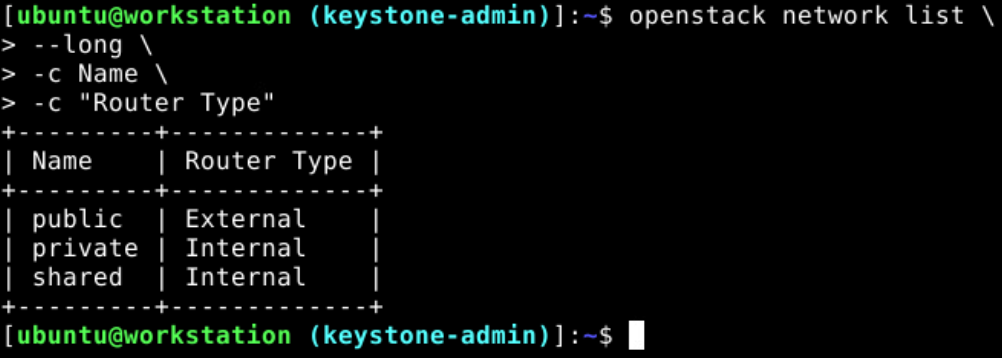 [ubuntu@workstation (keystone-admin)]:~$ openstack network list \
> --long \
> -c Name \
> -c "Router Type"
+---------+-------------+
| Name    | Router Type |
+---------+-------------+
| public  | External    |
| private | Internal    |
| shared  | Internal    |
+---------+-------------+
[ubuntu@workstation (keystone-admin)]:~$